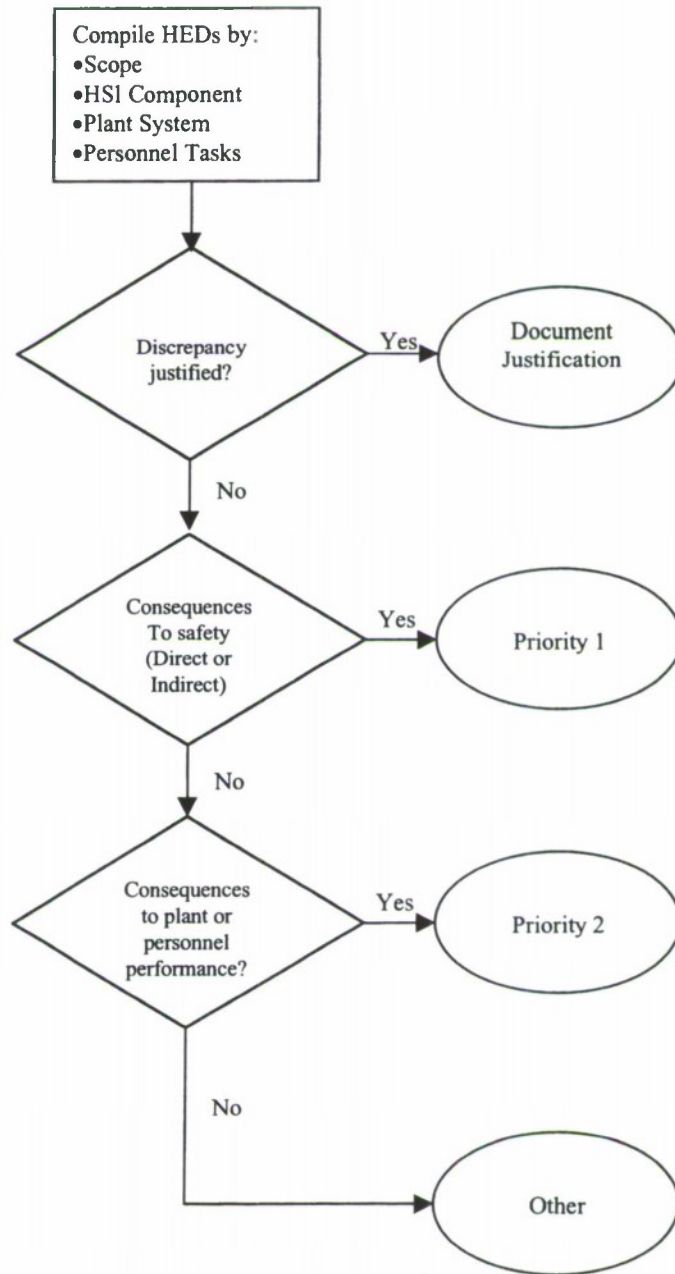 Compile HEDs by:
•Scope
•HSI Component
•Plant System
•Personnel Tasks
Discrepancy
justified?
Yes
Document
Justification
No
Consequences
To safety
(Direct or
Indirect)
Yes
Priority 1
No
Consequences
to plant or
personnel
performance?
Yes
Priority 2
No
Other